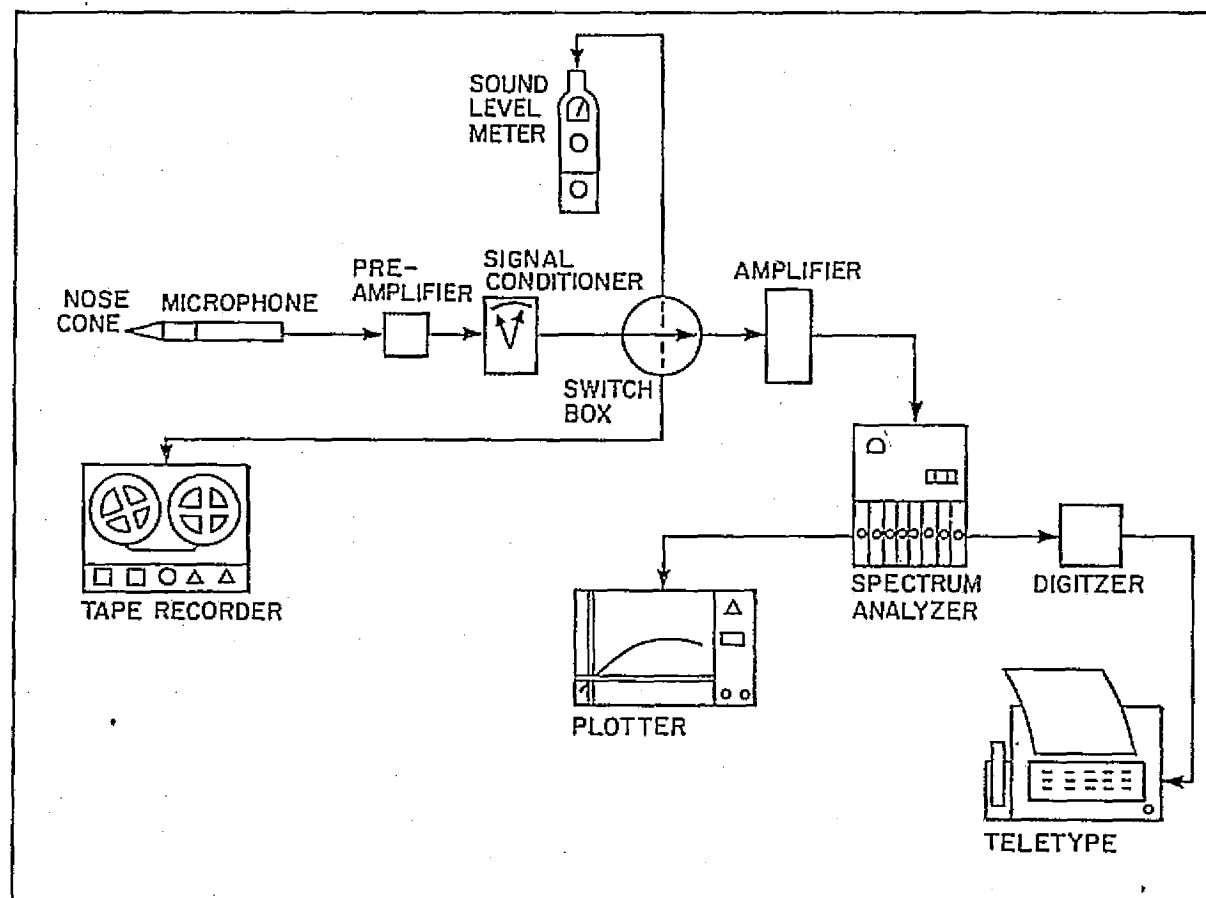 SOUND
LEVEL
METER
SIGNAL
CONDITIONER
PRE-
AMPLIFIER
AMPLIFIER
NOSE
CONE
MICROPHONE
SWITCH
BOX
TAPE RECORDER
SPECTRUM
ANALYZER
DIGITZER
PLOTTER
TELETYPE